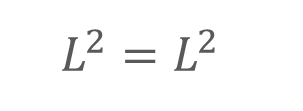 L² = L²